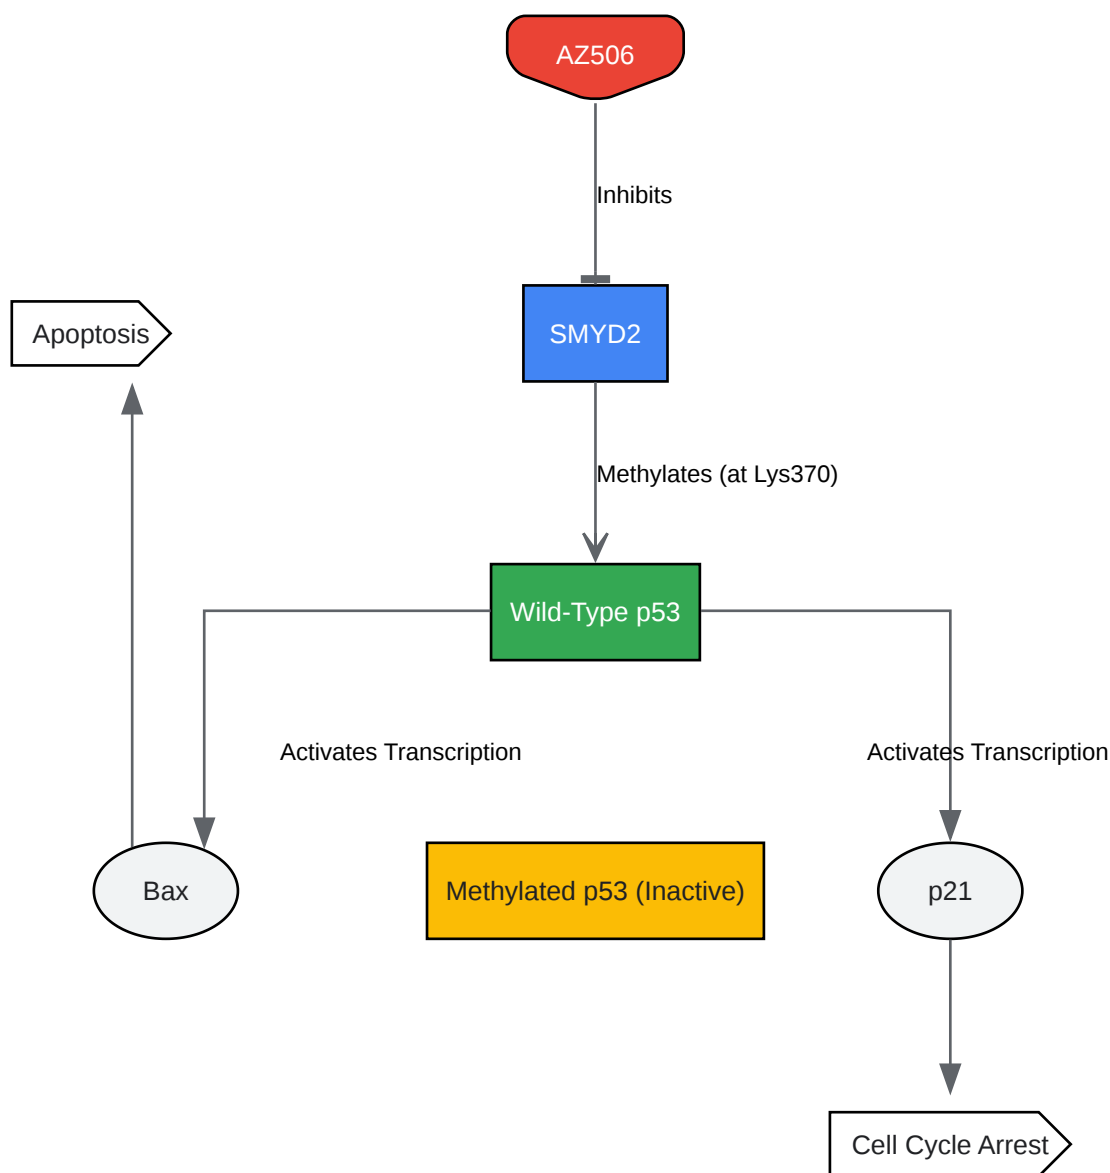 AZ506
Inhibits
Apoptosis
SMYD2
Methylates (at Lys370)
Wild-Type p53
Activates Transcription
Activates Transcription
Bax
Methylated p53 (Inactive)
p21
Cell Cycle Arrest